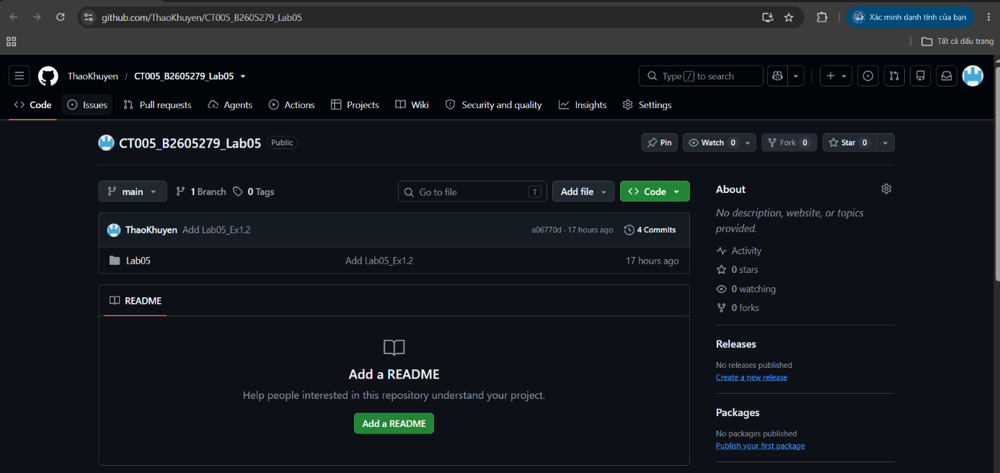 github.com/ThaoKhuyen/CT005_B2605279_Lab05
Xác minh danh tính của bạn
Tất cả dấu trang
ThaoKhuyen / CT005_B2605279_Lab05
Type / to search
Code Issues Pull requests Agents Actions Projects Wiki Security and quality Insights Settings
CT005_B2605279_Lab05 Public
Pin Watch 0 Fork 0 Star 0
main 1 Branch 0 Tags
Go to file T Add file Code
ThaoKhuyen Add Lab05_Ex1.2 a06770d · 17 hours ago 4 Commits
Lab05 Add Lab05_Ex1.2 17 hours ago
README
Add a README
Help people interested in this repository understand your project.
Add a README
About
No description, website, or topics
provided.
Activity
0 stars
0 watching
0 forks
Releases
No releases published
Create a new release
Packages
No packages published
Publish your first package